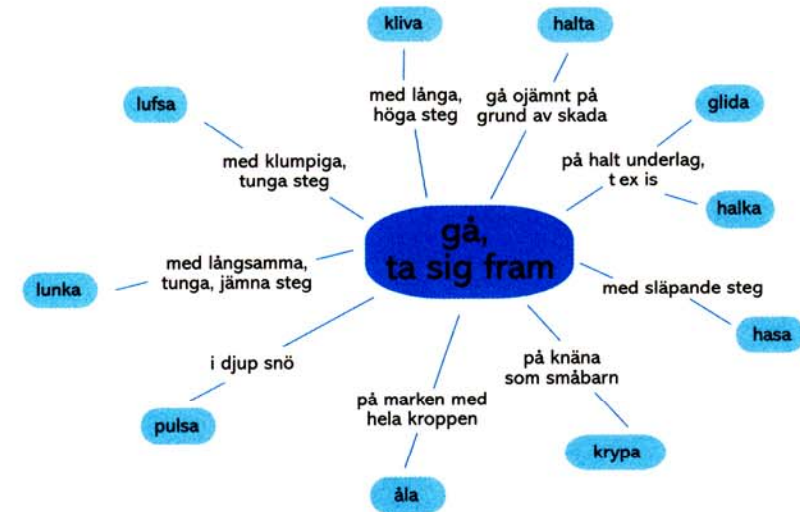 kliva
halta
med långa,
höga steg
gå ojämnt på
grund av skada
glida
lufsa
med klumpiga,
tunga steg
på halt underlag,
t ex is
halka
gå,
ta sig fram
med långsamma,
tunga, jämna steg
lunka
med släpande steg
hasa
i djup snö
pulsa
på knäna
som småbarn
krypa
på marken med
hela kroppen
åla